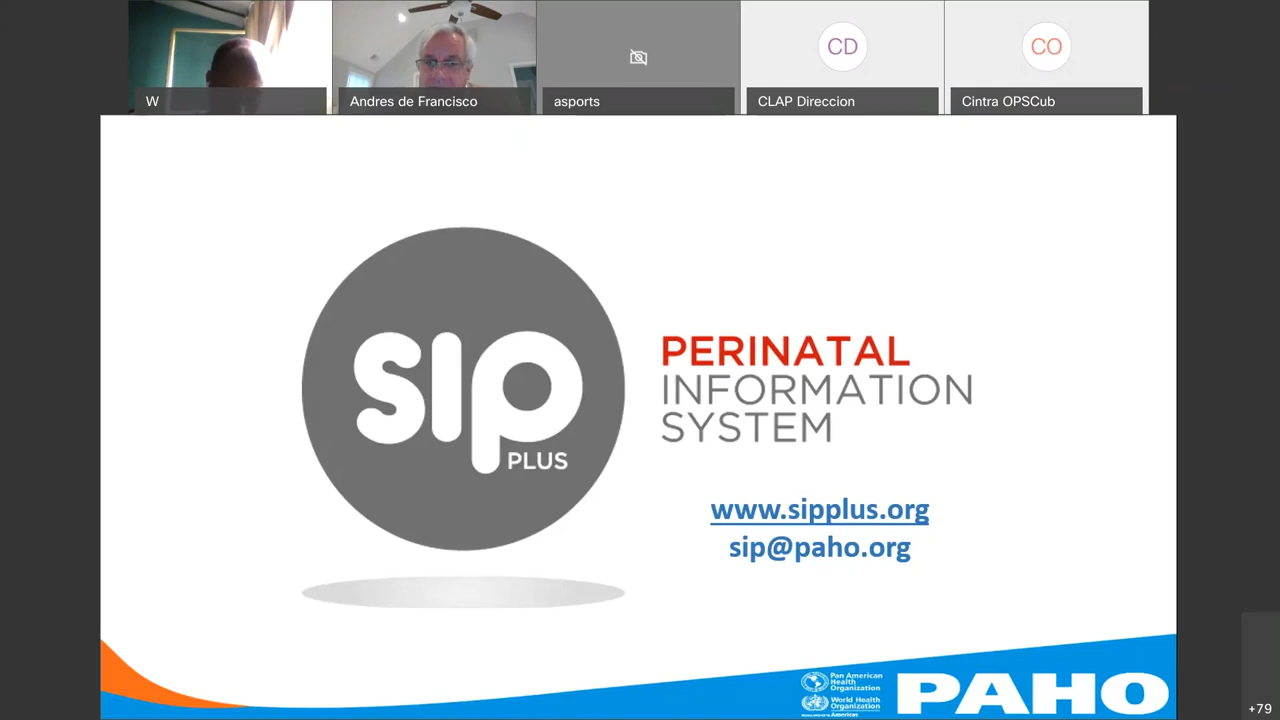 W
Andres de Francisco
asports
CD
CLAP Direccion
CO
Cintra OPSCub
sip
PLUS
PERINATAL
INFORMATION
SYSTEM
www.sipplus.org
sip@paho.org
Pan American
Health
Organization
World Health
Organization
Americas
PAHO
+79